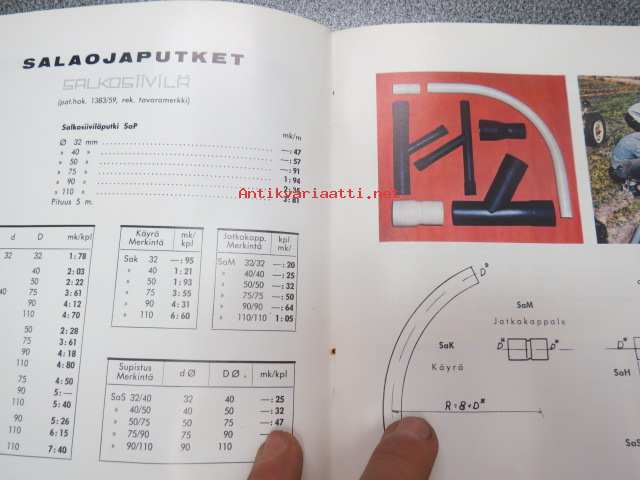 SALAOJAPUTKET
SALKOSIIVILÄ
(pat.hak. 1383/59, rek. tavaramerkki)
Salkosiiviläputki SaP
mk/m
Ø 32 mm —: 47
» 40 » —: 57
» 50 » —: 91
» 75 » 1: 94
» 90 »
» 110 » 3: 81
Pituus 5 m.
Antikvariaatti.net
d D mk/kpl
32 32 1: 78
40 2: 03
50 2: 22
75 3: 61
90 4: 12
110 4: 70
50 2: 28
75 3: 61
90 4: 18
110 4: 80
75 4: 50
90 5: —
110 5: 40
90 5: 26
110 6: 15
110 7: 40
Käyrä Merkintä mk/kpl
Sak 32 —: 95
» 40 1: 21
» 50 1: 93
» 75 3: 55
» 90 4: 31
» 110 6: 60
Jatkokapp. Merkintä kpl mk
SaM 32/32 —: 20
» 40/40 —: 25
» 50/50 —: 32
» 75/75 —: 50
» 90/90 —: 64
» 110/110 1: 05
Supistus Merkintä d Ø D Ø mk/kpl
SaS 32/40 32 40 —: 25
» 40/50 40 50 —: 32
» 50/75 50 75 —: 47
» 75/90 75 90
» 90/110 90 110
D
SaM
Jatkokappale
SaK
Käyrä
D
D
SaH
R=8×D
SaS